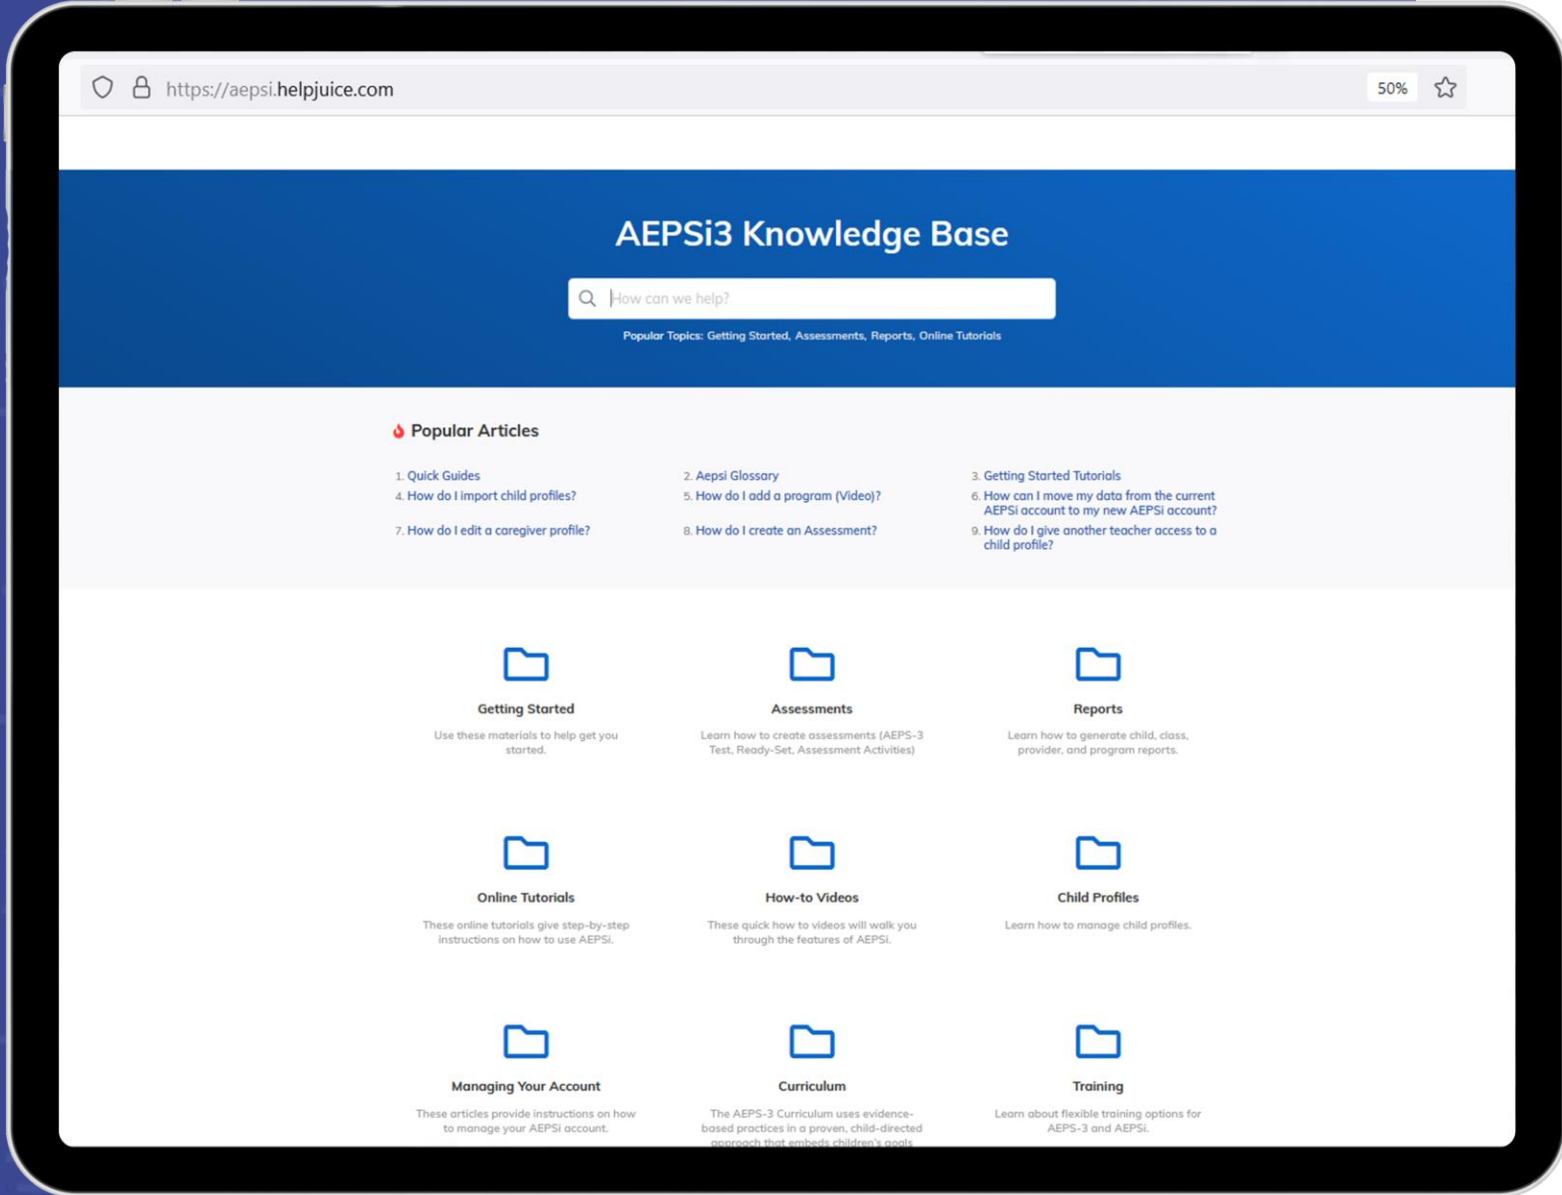 https://aepsi.helpjuice.com
50%
AEPSi3 Knowledge Base
How can we help?
Popular Topics: Getting Started, Assessments, Reports, Online Tutorials
Popular Articles
1. Quick Guides
2. Aepsi Glossary
3. Getting Started Tutorials
4. How do I import child profiles?
5. How do I add a program (Video)?
6. How can I move my data from the current
AEPSi account to my new AEPSi account?
7. How do I edit a caregiver profile?
8. How do I create an Assessment?
9. How do I give another teacher access to a
child profile?
Getting Started
Use these materials to help get you
started.
Assessments
Learn how to create assessments (AEPS-3
Test, Ready-Set, Assessment Activities)
Reports
Learn how to generate child, class,
provider, and program reports.
Online Tutorials
These online tutorials give step-by-step
instructions on how to use AEPSi.
How-to Videos
These quick how to videos will walk you
through the features of AEPSi.
Child Profiles
Learn how to manage child profiles.
Managing Your Account
These articles provide instructions on how
to manage your AEPSi account.
Curriculum
The AEPS-3 Curriculum uses evidence-
based practices in a proven, child-directed
approach that embeds children's goals
Training
Learn about flexible training options for
AEPS-3 and AEPSi.